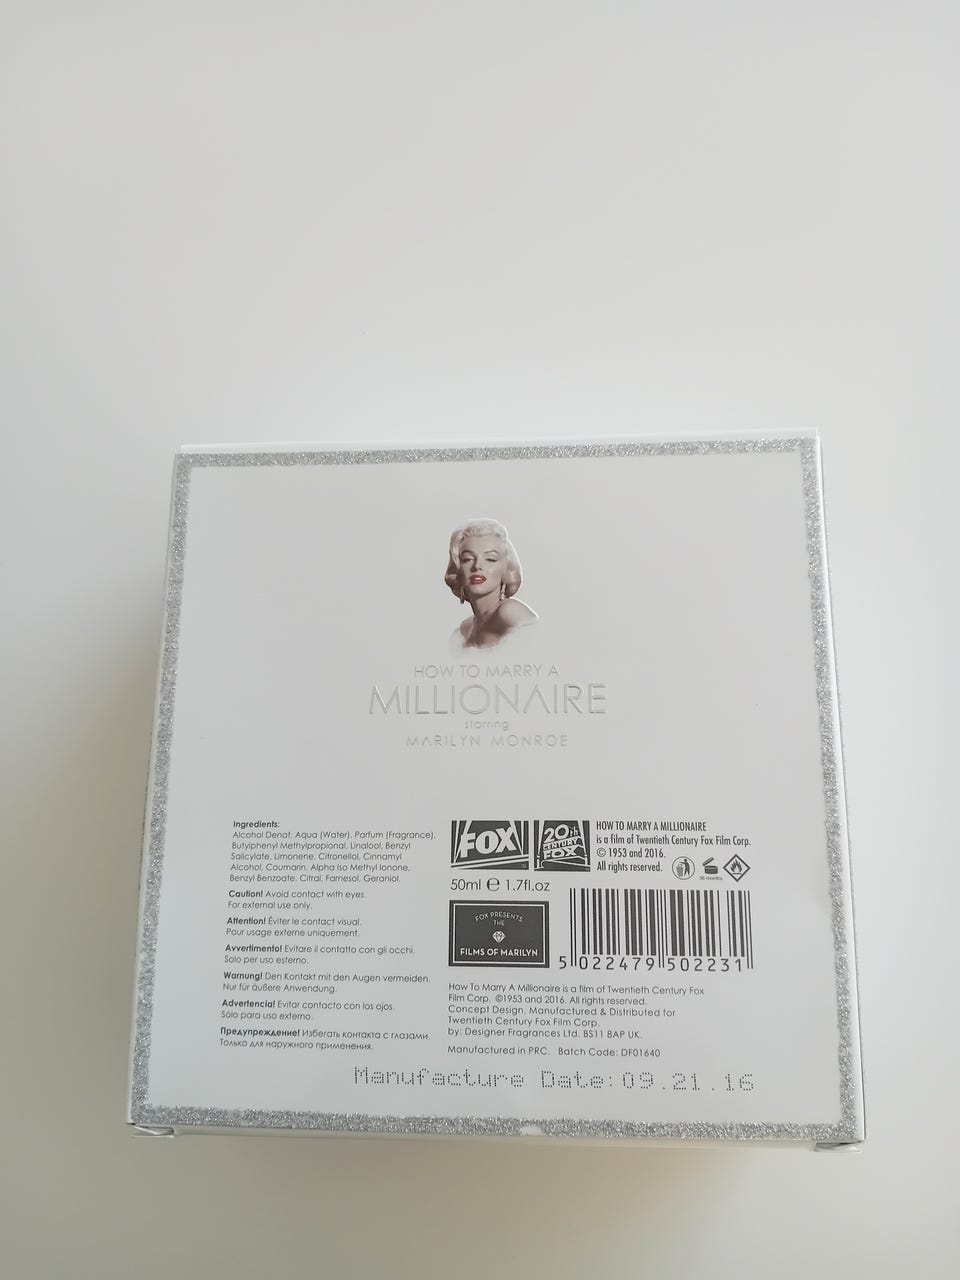 HOW TO MARRY A
MILLIONAIRE
starring
MARILYN MONROE
Ingredients:
Alcohol Denat, Aqua (Water), Parfum (Fragrance),
Butylphenyl Methylpropional, Linalool, Benzyl
Salicylate, Limonene, Citronellol, Cinnamyl
Alcohol, Coumarin, Alpha Iso Methyl Ionone,
Benzyl Benzoate, Citral, Farnesol, Geraniol.
Caution! Avoid contact with eyes.
For external use only.
Attention! Éviter le contact visual.
Pour usage externe uniquement.
Avvertimento! Evitare il contatto con gli occhi.
Solo per uso esterno.
Warnung! Den Kontakt mit den Augen vermeiden.
Nur für äußere Anwendung.
Advertencia! Evitar contacto con los ojos.
Sólo para uso externo.
Предупреждение! Избегать контакта с глазами.
Только для наружного применения.
FOX
20th
CENTURY
FOX
HOW TO MARRY A MILLIONAIRE
is a film of Twentieth Century Fox Film Corp.
© 1953 and 2016.
All rights reserved.
36 months
50ml e 1.7fl.oz
FOX PRESENTS
THE
FILMS OF MARILYN
5 022479 502231
How To Marry A Millionaire is a film of Twentieth Century Fox
Film Corp. ©1953 and 2016. All rights reserved.
Concept Design, Manufactured & Distributed for
Twentieth Century Fox Film Corp.
by: Designer Fragrances Ltd. BS11 8AP UK.
Manufactured in PRC. Batch Code: DF01640
Manufacture Date:09.21.16